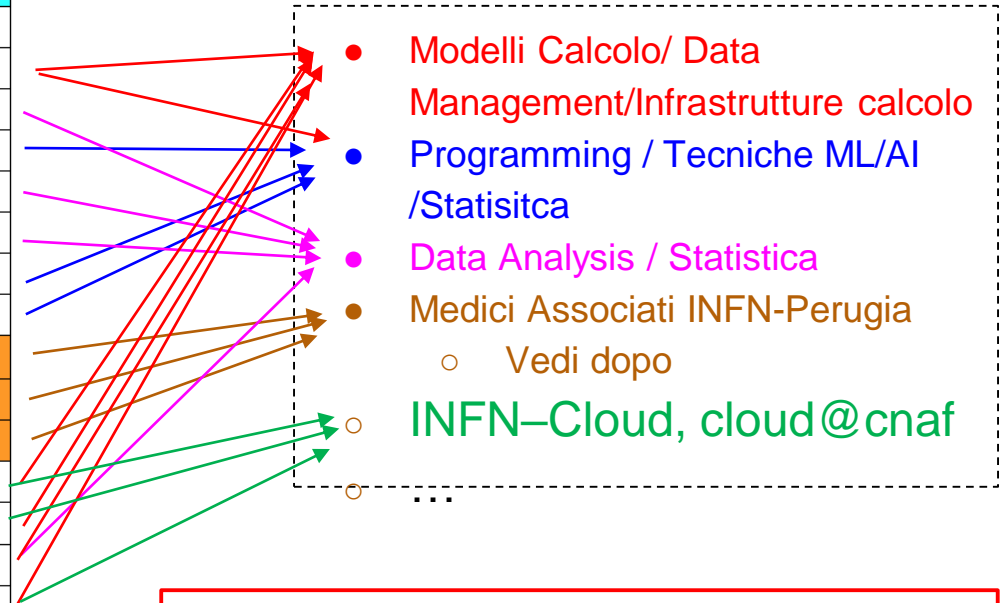 ● Modelli Calcolo/ Data
Management/Infrastrutture calcolo
● Programming / Tecniche ML/AI
/Statisitca
● Data Analysis / Statistica
● Medici Associati INFN-Perugia
○ Vedi dopo
○ INFN–Cloud, cloud@cnaf
○ ...